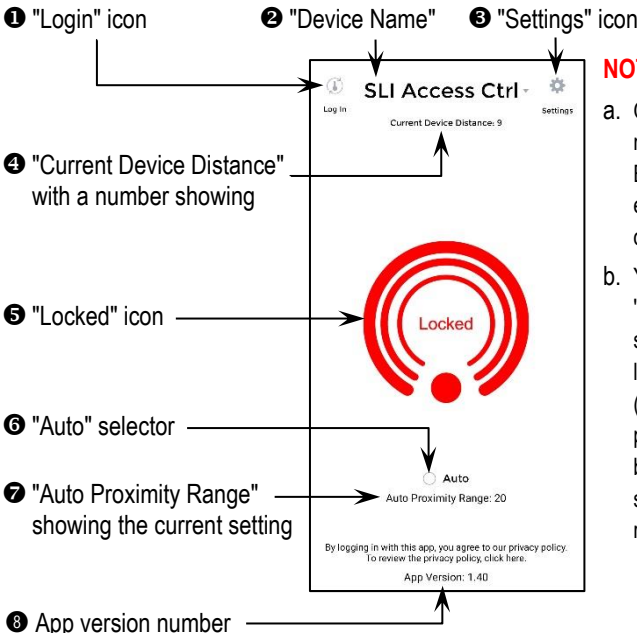 ❶ "Login" icon
❷ "Device Name"
❸ "Settings" icon
Log In
SLI Access Ctrl
Settings
Current Device Distance: 9
❹ "Current Device Distance"
with a number showing
❺ "Locked" icon
Locked
❻ "Auto" selector
Auto
❼ "Auto Proximity Range"
showing the current setting
Auto Proximity Range: 20
By logging in with this app, you agree to our privacy policy.
To review the privacy policy, click here.
App Version: 1.40
❽ App version number
a.
b.